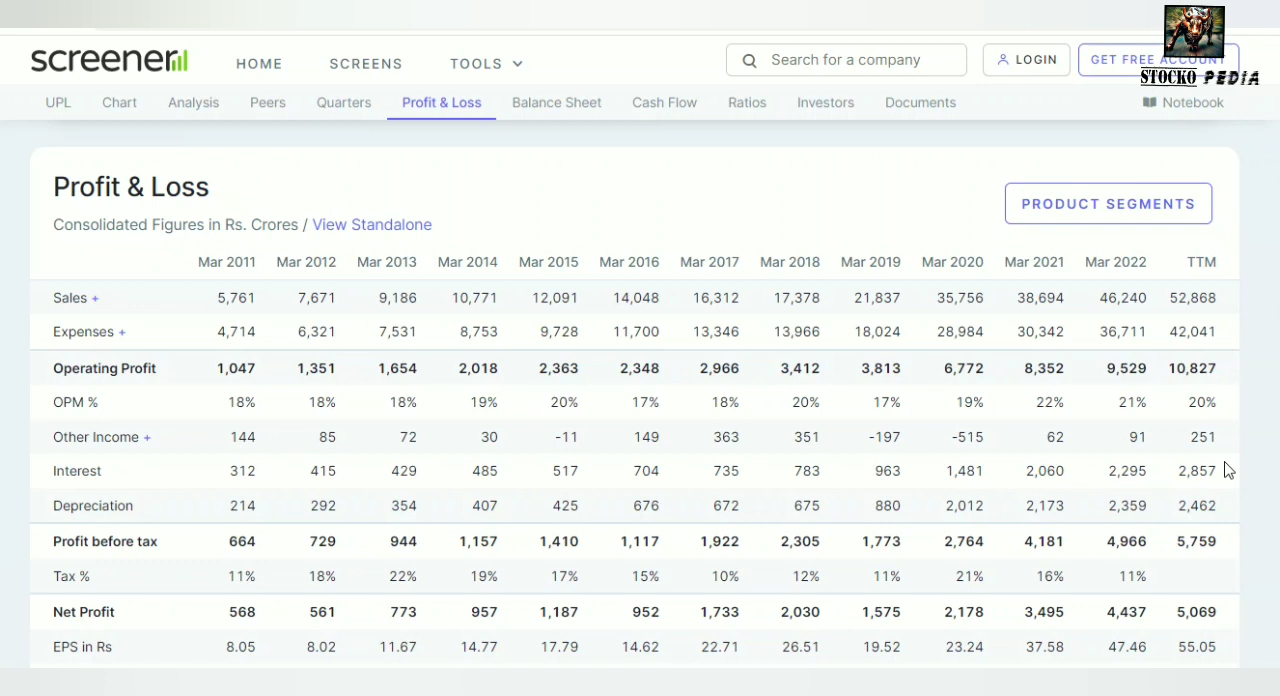 screener HOME SCREENS TOOLS Search for a company LOGIN GET FREE ACCOUNT
STOCKO PEDIA
UPL Chart Analysis Peers Quarters Profit & Loss Balance Sheet Cash Flow Ratios Investors Documents Notebook
Profit & Loss
PRODUCT SEGMENTS
Consolidated Figures in Rs. Crores / View Standalone
Mar 2011 Mar 2012 Mar 2013 Mar 2014 Mar 2015 Mar 2016 Mar 2017 Mar 2018 Mar 2019 Mar 2020 Mar 2021 Mar 2022 TTM
Sales + 5,761 7,671 9,186 10,771 12,091 14,048 16,312 17,378 21,837 35,756 38,694 46,240 52,868
Expenses + 4,714 6,321 7,531 8,753 9,728 11,700 13,346 13,966 18,024 28,984 30,342 36,711 42,041
Operating Profit 1,047 1,351 1,654 2,018 2,363 2,348 2,966 3,412 3,813 6,772 8,352 9,529 10,827
OPM % 18% 18% 18% 19% 20% 17% 18% 20% 17% 19% 22% 21% 20%
Other Income + 144 85 72 30 -11 149 363 351 -197 -515 62 91 251
Interest 312 415 429 485 517 704 735 783 963 1,481 2,060 2,295 2,857
Depreciation 214 292 354 407 425 676 672 675 880 2,012 2,173 2,359 2,462
Profit before tax 664 729 944 1,157 1,410 1,117 1,922 2,305 1,773 2,764 4,181 4,966 5,759
Tax % 11% 18% 22% 19% 17% 15% 10% 12% 11% 21% 16% 11%
Net Profit 568 561 773 957 1,187 952 1,733 2,030 1,575 2,178 3,495 4,437 5,069
EPS in Rs 8.05 8.02 11.67 14.77 17.79 14.62 22.71 26.51 19.52 23.24 37.58 47.46 55.05